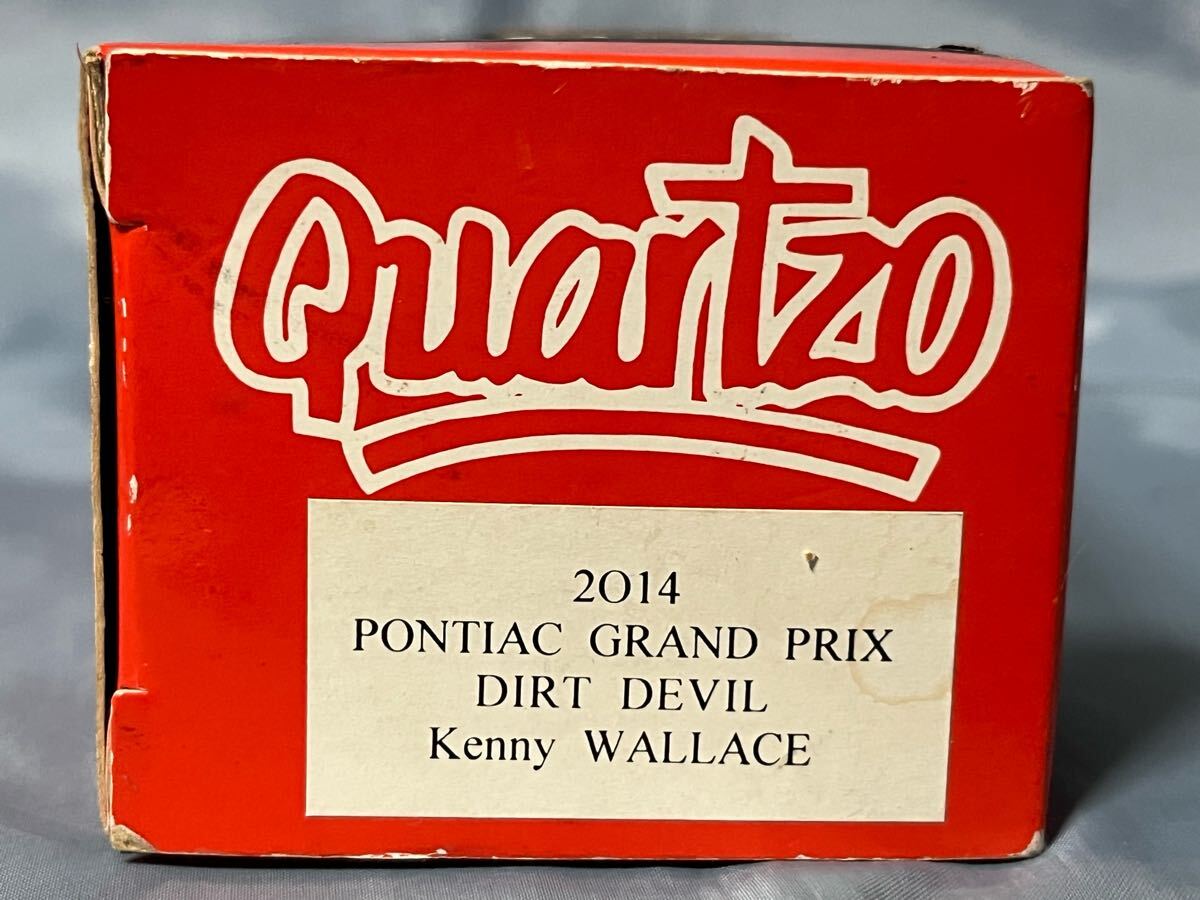 Quartzo
2014
PONTIAC GRAND PRIX
DIRT DEVIL
Kenny WALLACE